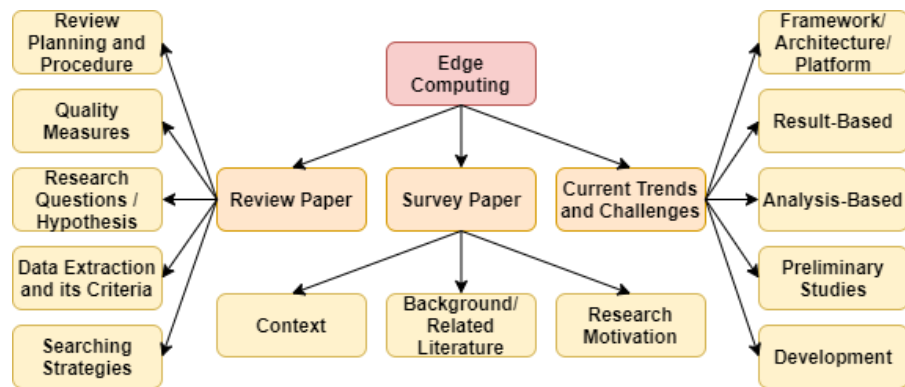 Edge
Computing
Review Paper
Survey Paper
Current Trends
and Challenges
Review
Planning and
Procedure
Quality
Measures
Research
Questions /
Hypothesis
Data Extraction
and its Criteria
Searching
Strategies
Context
Background/
Related
Literature
Research
Motivation
Framework/
Architecture/
Platform
Result-Based
Analysis-Based
Preliminary
Studies
Development